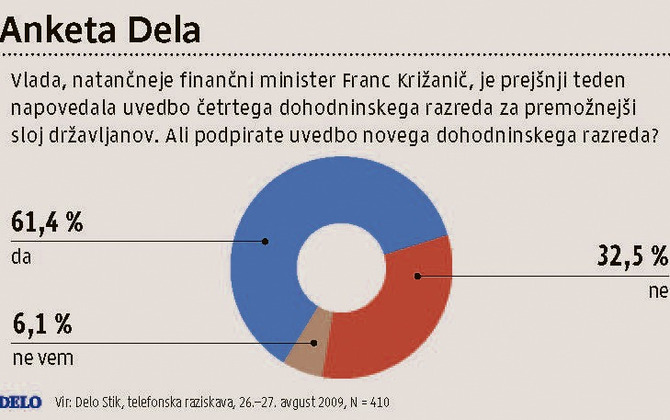 Anketa Dela
Vlada, natančneje finančni minister Franc Križanič, je prejšnji teden
napovedala uvedbo četrtega dohodninskega razreda za premožnejši
sloj državljanov. Ali podpirate uvedbo novega dohodninskega razreda?
61,4 %
da
32,5 %
ne
6,1 %
ne vem
DELO Vir: Delo Stik, telefonska raziskava, 26.–27. avgust 2009, N = 410